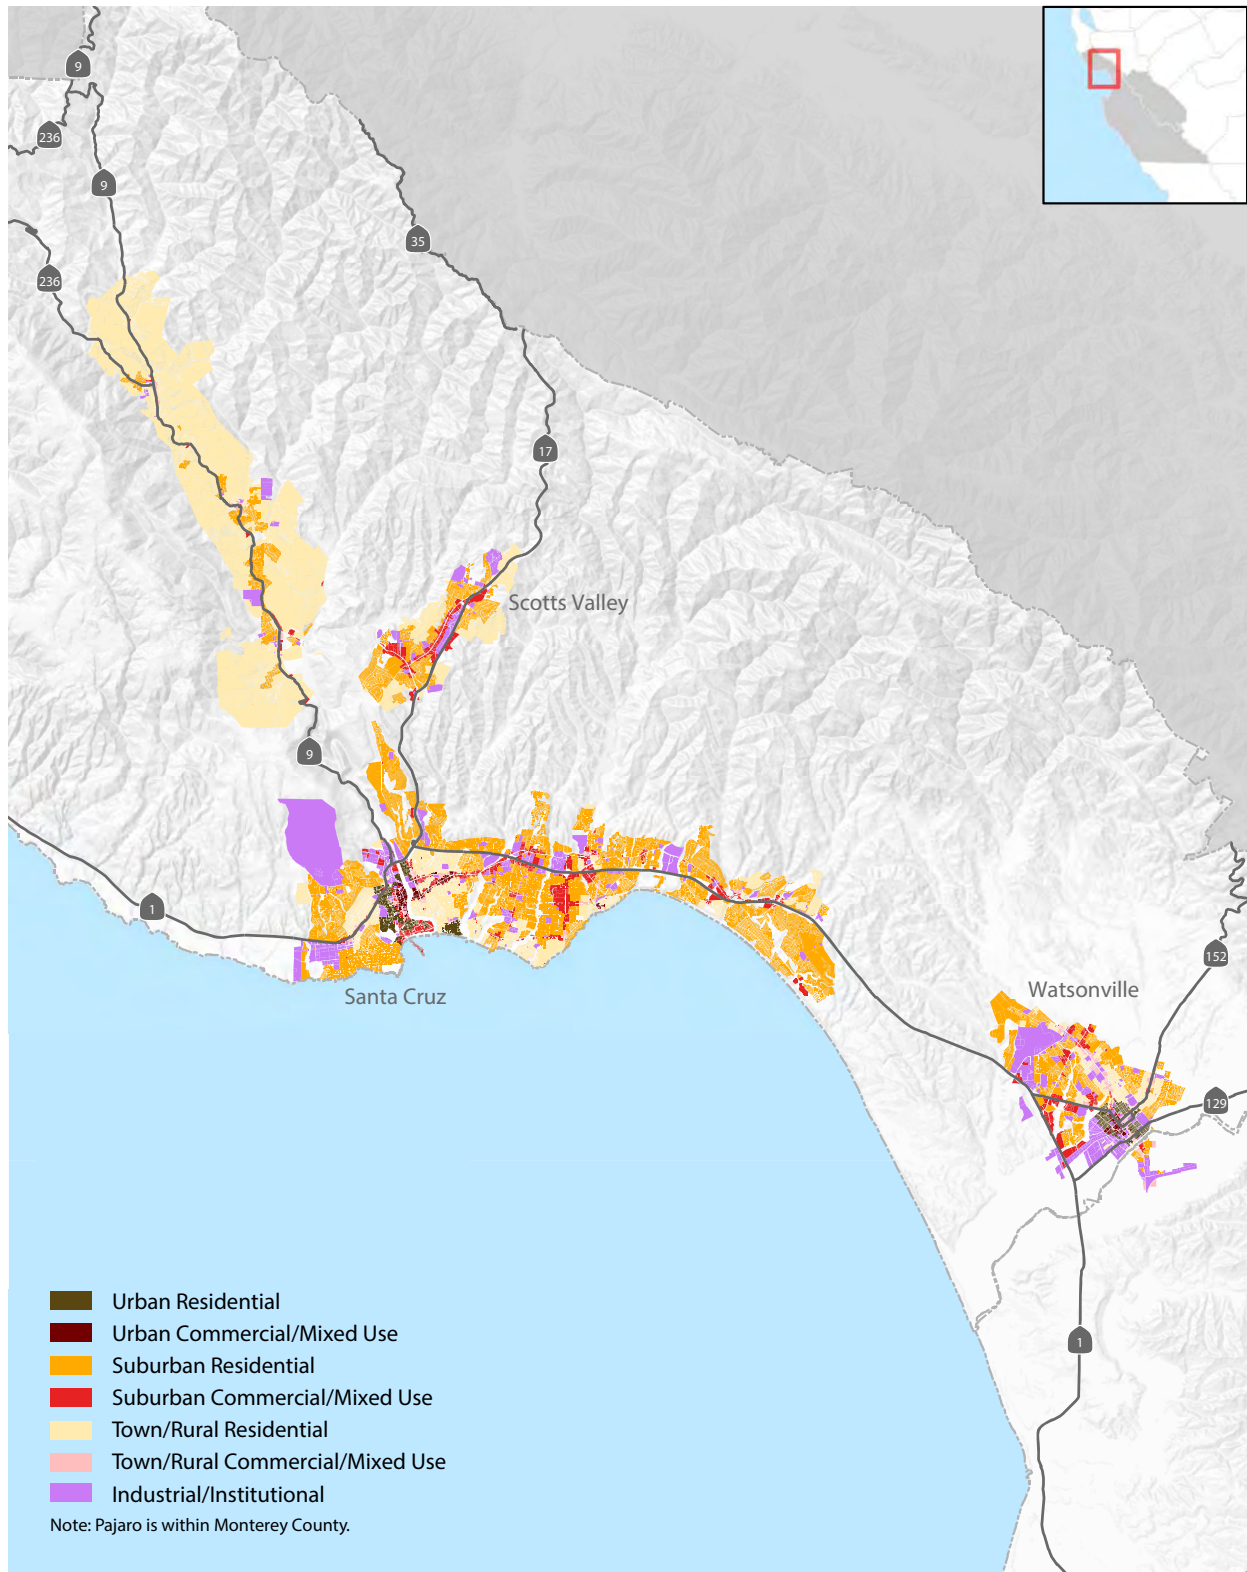 9
236
9
35
236
17
Scotts Valley
9
1
152
Santa Cruz
Watsonville
129
1
Urban Residential
Urban Commercial/Mixed Use
Suburban Residential
Suburban Commercial/Mixed Use
Town/Rural Residential
Town/Rural Commercial/Mixed Use
Industrial/Institutional
Note: Pajaro is within Monterey County.